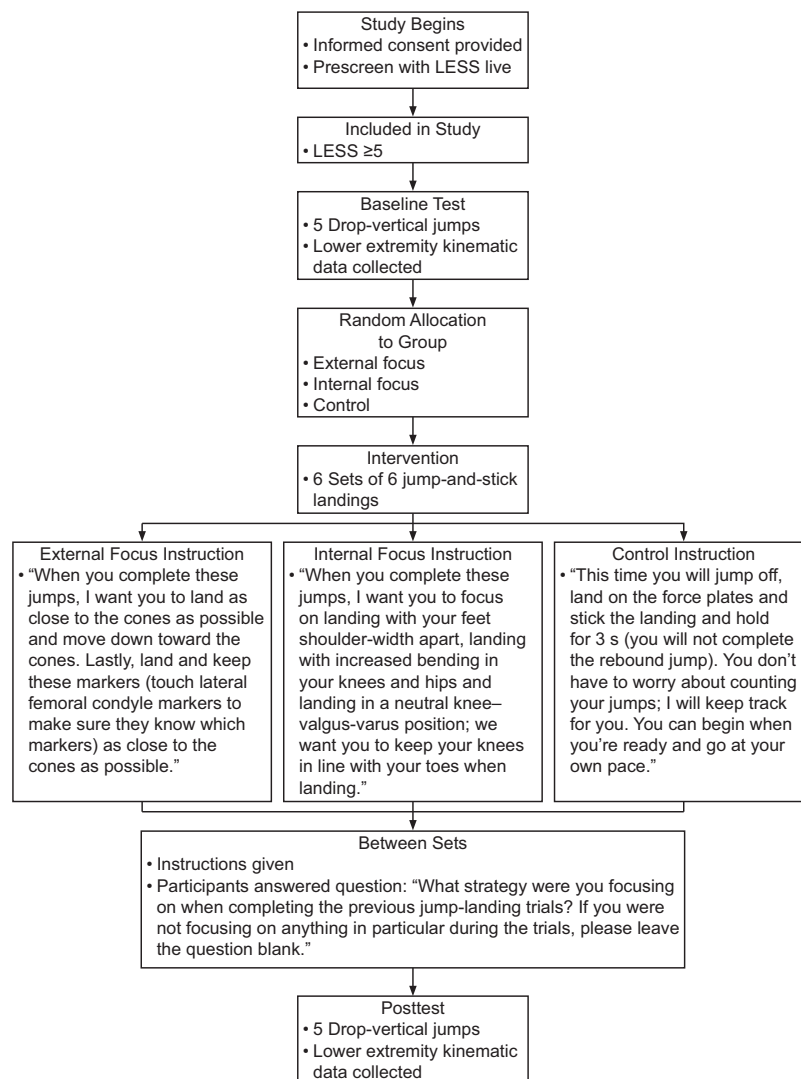 Study Begins
• Informed consent provided
• Prescreen with LESS live
Included in Study
• LESS ≥5
Baseline Test
• 5 Drop-vertical jumps
• Lower extremity kinematic
data collected
Random Allocation
to Group
• External focus
• Internal focus
• Control
Intervention
• 6 Sets of 6 jump-and-stick
landings
External Focus Instruction
• “When you complete these
jumps, I want you to land as
close to the cones as possible
and move down toward the
cones. Lastly, land and keep
these markers (touch lateral
femoral condyle markers to
make sure they know which
markers) as close to the
cones as possible.”
Internal Focus Instruction
• “When you complete these
jumps, I want you to focus
on landing with your feet
shoulder-width apart, landing
with increased bending in
your knees and hips and
landing in a neutral knee–
valgus-varus position; we
want you to keep your knees
in line with your toes when
landing.”
Control Instruction
• “This time you will jump off,
land on the force plates and
stick the landing and hold
for 3 s (you will not complete
the rebound jump). You don’t
have to worry about counting
your jumps; I will keep track
for you. You can begin when
you’re ready and go at your
own pace.”
Between Sets
• Instructions given
• Participants answered question: “What strategy were you focusing
on when completing the previous jump-landing trials? If you were
not focusing on anything in particular during the trials, please leave
the question blank.”
Posttest
• 5 Drop-vertical jumps
• Lower extremity kinematic
data collected